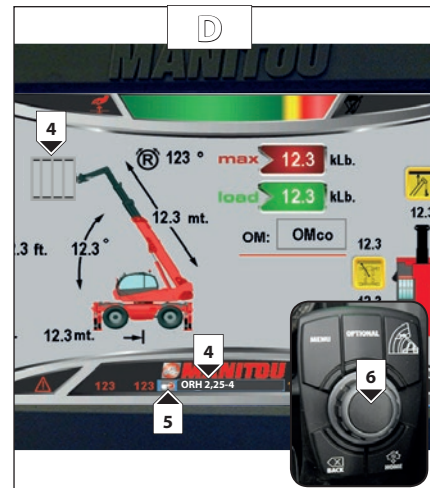 D
MANITOU
4
R 123 °
max 12.3 kLb.
load 12.3 kLb.
12.3 mt.
.3 ft.
12.3°
OM: OMco
12.3
12.3
12.3mt.
MANITOU
4
123 123 ORH 2,25-4
5
MENU OPTIONAL
6
BACK HOME